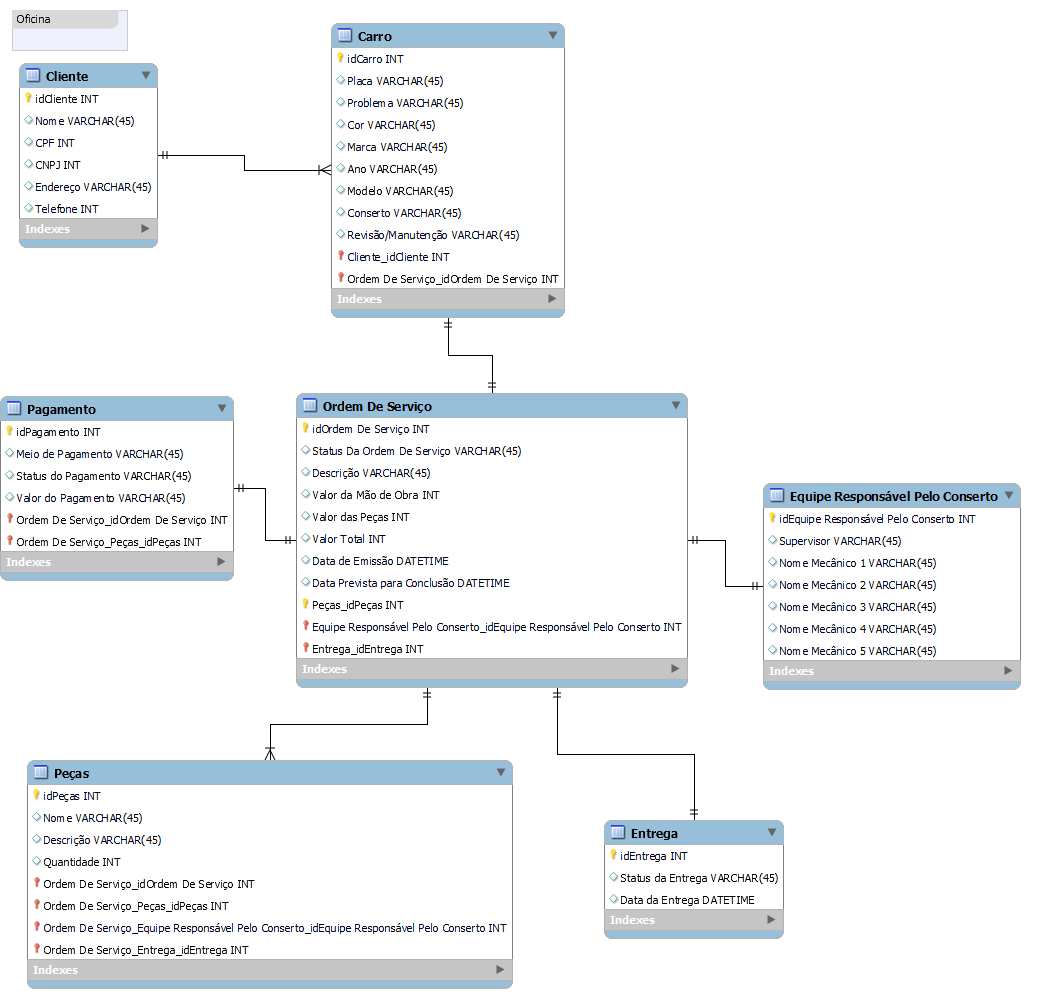 Oficina
Cliente
idCliente INT
Nome VARCHAR(45)
CPF INT
CNPJ INT
Endereço VARCHAR(45)
Telefone INT
Indexes
Carro
idCarro INT
Placa VARCHAR(45)
Problema VARCHAR(45)
Cor VARCHAR(45)
Marca VARCHAR(45)
Ano VARCHAR(45)
Modelo VARCHAR(45)
Conserto VARCHAR(45)
Revisão/Manutenção VARCHAR(45)
Cliente_idCliente INT
Ordem De Serviço_idOrdem De Serviço INT
Indexes
Pagamento
idPagamento INT
Meio de Pagamento VARCHAR(45)
Status do Pagamento VARCHAR(45)
Valor do Pagamento VARCHAR(45)
Ordem De Serviço_idOrdem De Serviço INT
Ordem De Serviço_Peças_idPeças INT
Indexes
Ordem De Serviço
idOrdem De Serviço INT
Status Da Ordem De Serviço VARCHAR(45)
Descrição VARCHAR(45)
Valor da Mão de Obra INT
Valor das Peças INT
Valor Total INT
Data de Emissão DATETIME
Data Prevista para Conclusão DATETIME
Peças_idPeças INT
Equipe Responsável Pelo Conserto_idEquipe Responsável Pelo Conserto INT
Entrega_idEntrega INT
Indexes
Equipe Responsável Pelo Conserto
idEquipe Responsável Pelo Conserto INT
Supervisor VARCHAR(45)
Nome Mecânico 1 VARCHAR(45)
Nome Mecânico 2 VARCHAR(45)
Nome Mecânico 3 VARCHAR(45)
Nome Mecânico 4 VARCHAR(45)
Nome Mecânico 5 VARCHAR(45)
Indexes
Peças
idPeças INT
Nome VARCHAR(45)
Descrição VARCHAR(45)
Quantidade INT
Ordem De Serviço_idOrdem De Serviço INT
Ordem De Serviço_Peças_idPeças INT
Ordem De Serviço_Equipe Responsável Pelo Conserto_idEquipe Responsável Pelo Conserto INT
Ordem De Serviço_Entrega_idEntrega INT
Indexes
Entrega
idEntrega INT
Status da Entrega VARCHAR(45)
Data da Entrega DATETIME
Indexes